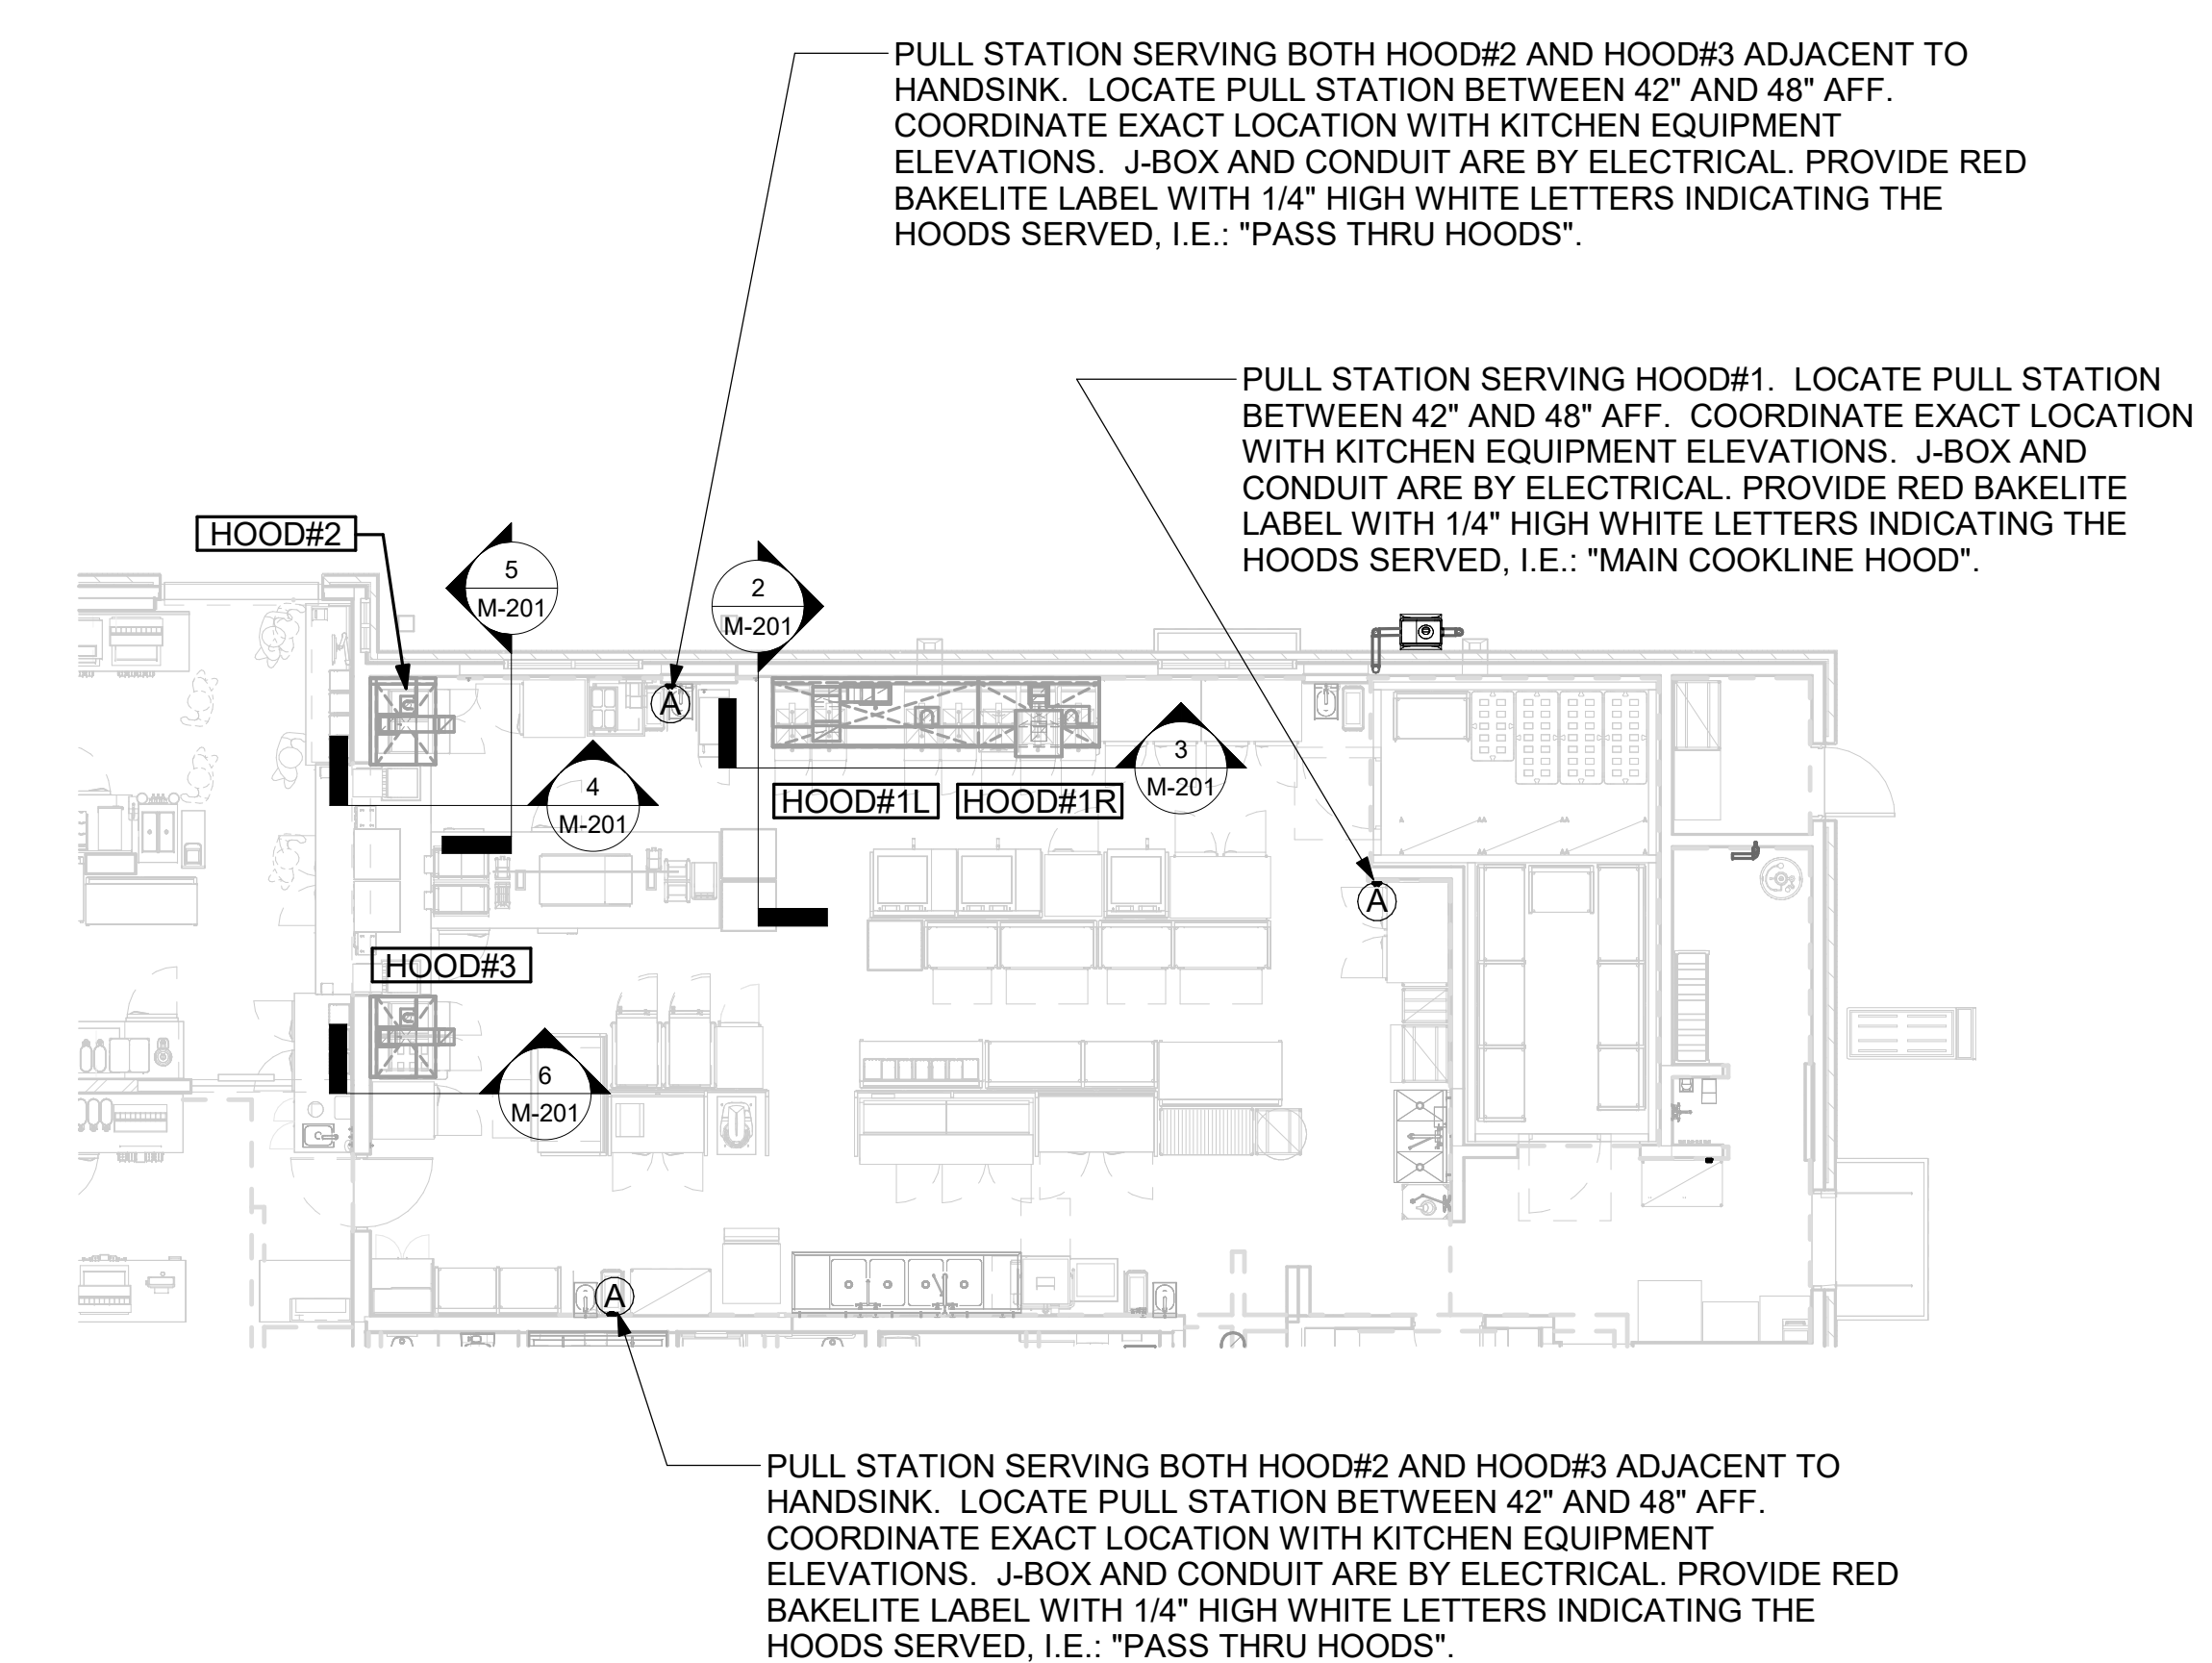 PULL STATION SERVING BOTH HOOD#2 AND HOOD#3 ADJACENT TO
HANDSINK.  LOCATE PULL STATION BETWEEN 42" AND 48" AFF.
COORDINATE EXACT LOCATION WITH KITCHEN EQUIPMENT
ELEVATIONS.  J-BOX AND CONDUIT ARE BY ELECTRICAL. PROVIDE RED
BAKELITE LABEL WITH 1/4" HIGH WHITE LETTERS INDICATING THE
HOODS SERVED, I.E.: "PASS THRU HOODS".
PULL STATION SERVING HOOD#1.  LOCATE PULL STATION
BETWEEN 42" AND 48" AFF.  COORDINATE EXACT LOCATION
WITH KITCHEN EQUIPMENT ELEVATIONS.  J-BOX AND
CONDUIT ARE BY ELECTRICAL. PROVIDE RED BAKELITE
LABEL WITH 1/4" HIGH WHITE LETTERS INDICATING THE
HOODS SERVED, I.E.: "MAIN COOKLINE HOOD".
HOOD#2
5
M-201
2
M-201
A
3
M-201
4
M-201
HOOD#1L
HOOD#1R
A
HOOD#3
6
M-201
A
PULL STATION SERVING BOTH HOOD#2 AND HOOD#3 ADJACENT TO
HANDSINK.  LOCATE PULL STATION BETWEEN 42" AND 48" AFF.
COORDINATE EXACT LOCATION WITH KITCHEN EQUIPMENT
ELEVATIONS.  J-BOX AND CONDUIT ARE BY ELECTRICAL. PROVIDE RED
BAKELITE LABEL WITH 1/4" HIGH WHITE LETTERS INDICATING THE
HOODS SERVED, I.E.: "PASS THRU HOODS".